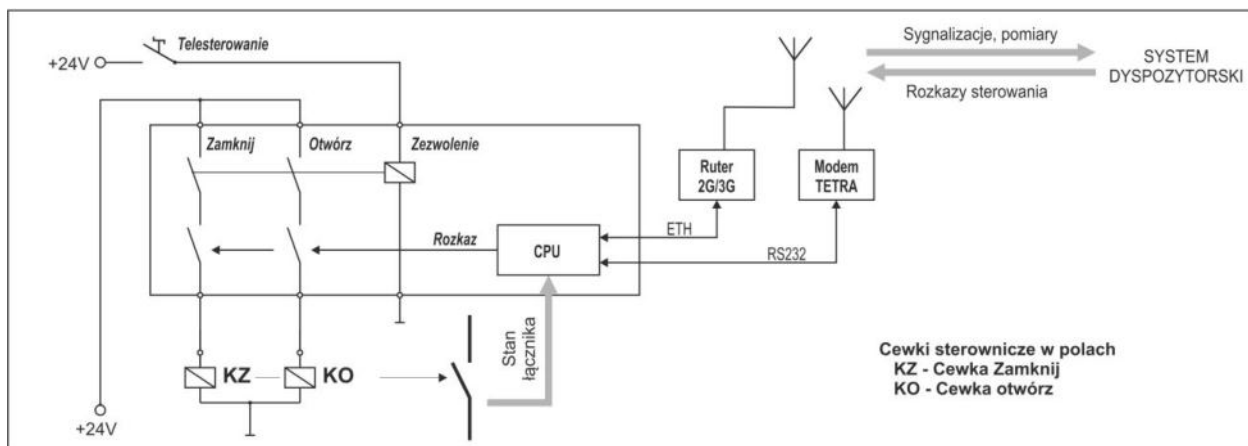 Telesterowanie
+24V
Sygnalizacje, pomiary
SYSTEM
DYSPOZYTORSKI
Rozkazy sterowania
Zamknij
Otwórz
Zezwolenie
Ruter
2G/3G
Modem
TETRA
Rozkaz
CPU
ETH
RS232
Stan
łącznika
KZ
KO
Cewki sterownicze w polach
KZ - Cewka Zamknij
KO - Cewka otwórz
+24V